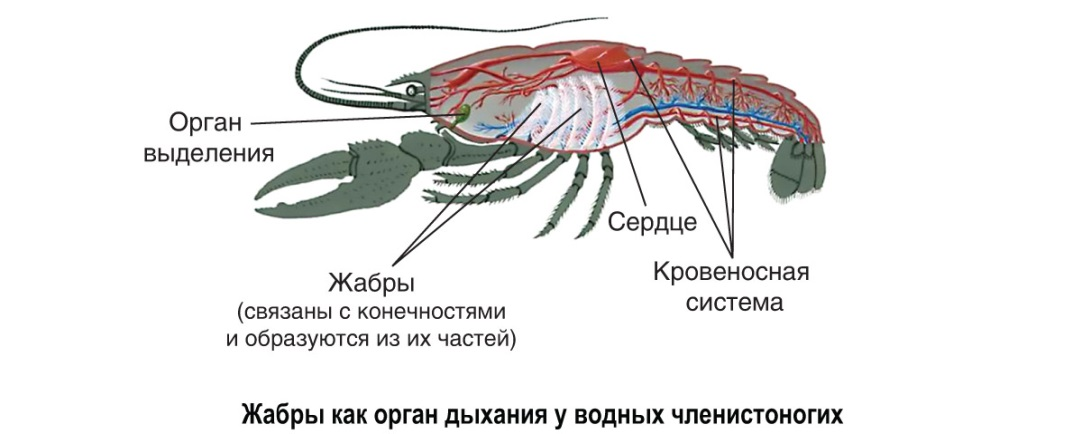 Орган
выделения
Сердце
Жабры
(связаны с конечностями
и образуются из их частей)
Кровеносная
система
Жабры как орган дыхания у водных членистоногих